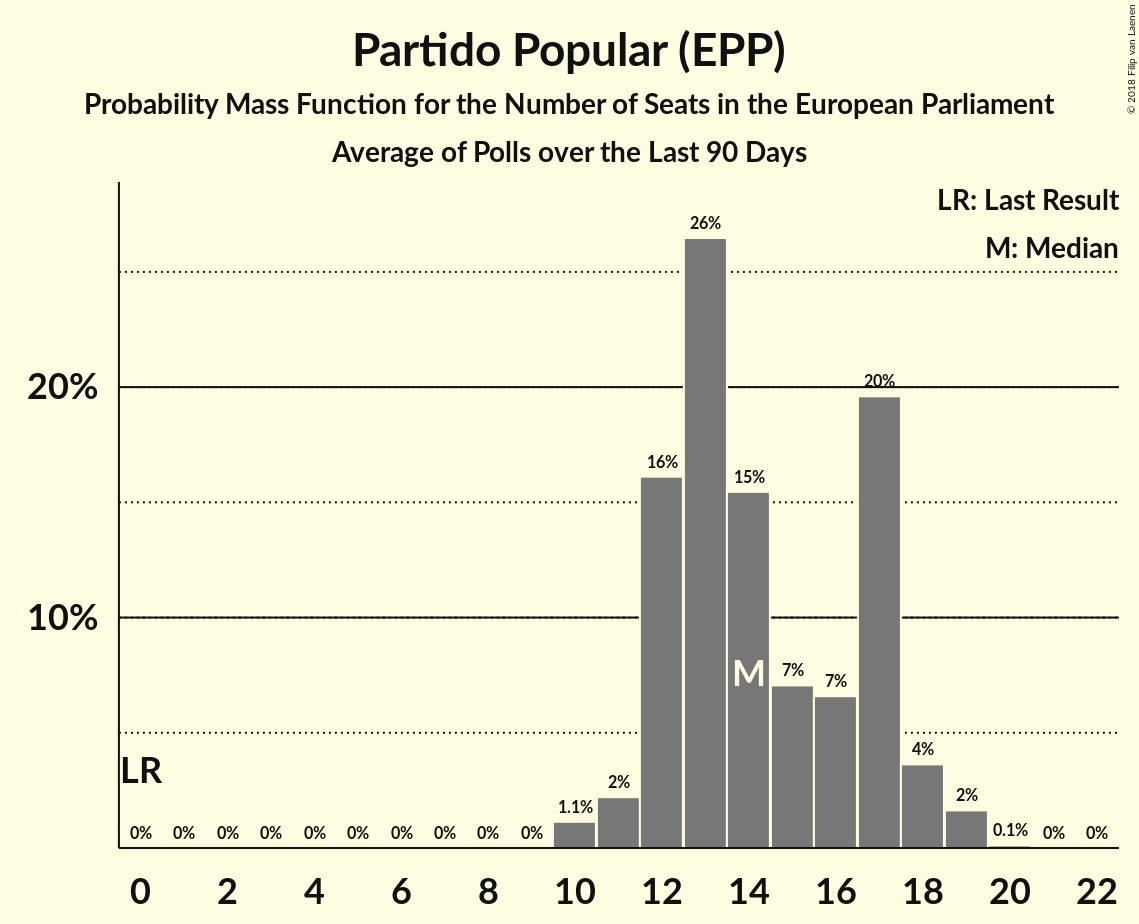 Partido Popular (EPP)
Probability Mass Function for the Number of Seats in the European Parliament
Average of Polls over the Last 90 Days
© 2018 Filip van Laenen
LR: Last Result
M: Median
26%
20%
20%
16%
15%
10%
M
7%
7%
4%
LR
2%
2%
1.1%
0% 0% 0% 0% 0% 0% 0% 0% 0% 0% 0.1% 0% 0%
0 2 4 6 8 10 12 14 16 18 20 22